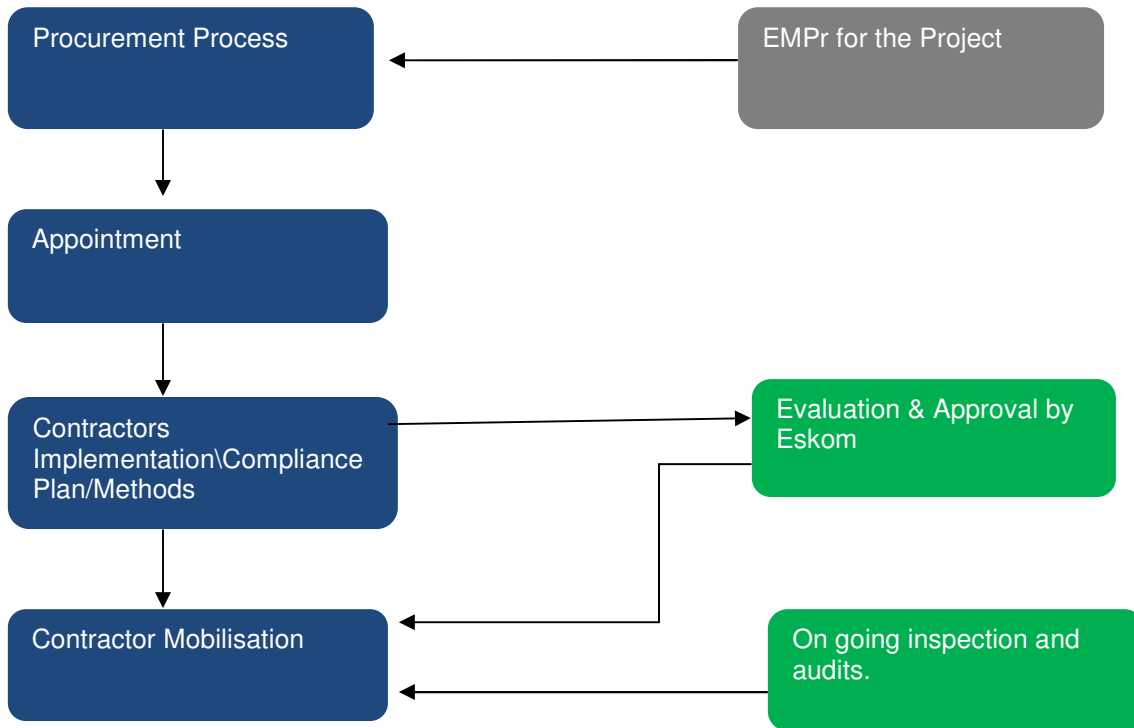 Procurement Process
EMPr for the Project
Appointment
Contractors
Implementation\Compliance
Plan/Methods
Evaluation & Approval by
Eskom
Contractor Mobilisation
On going inspection and
audits.